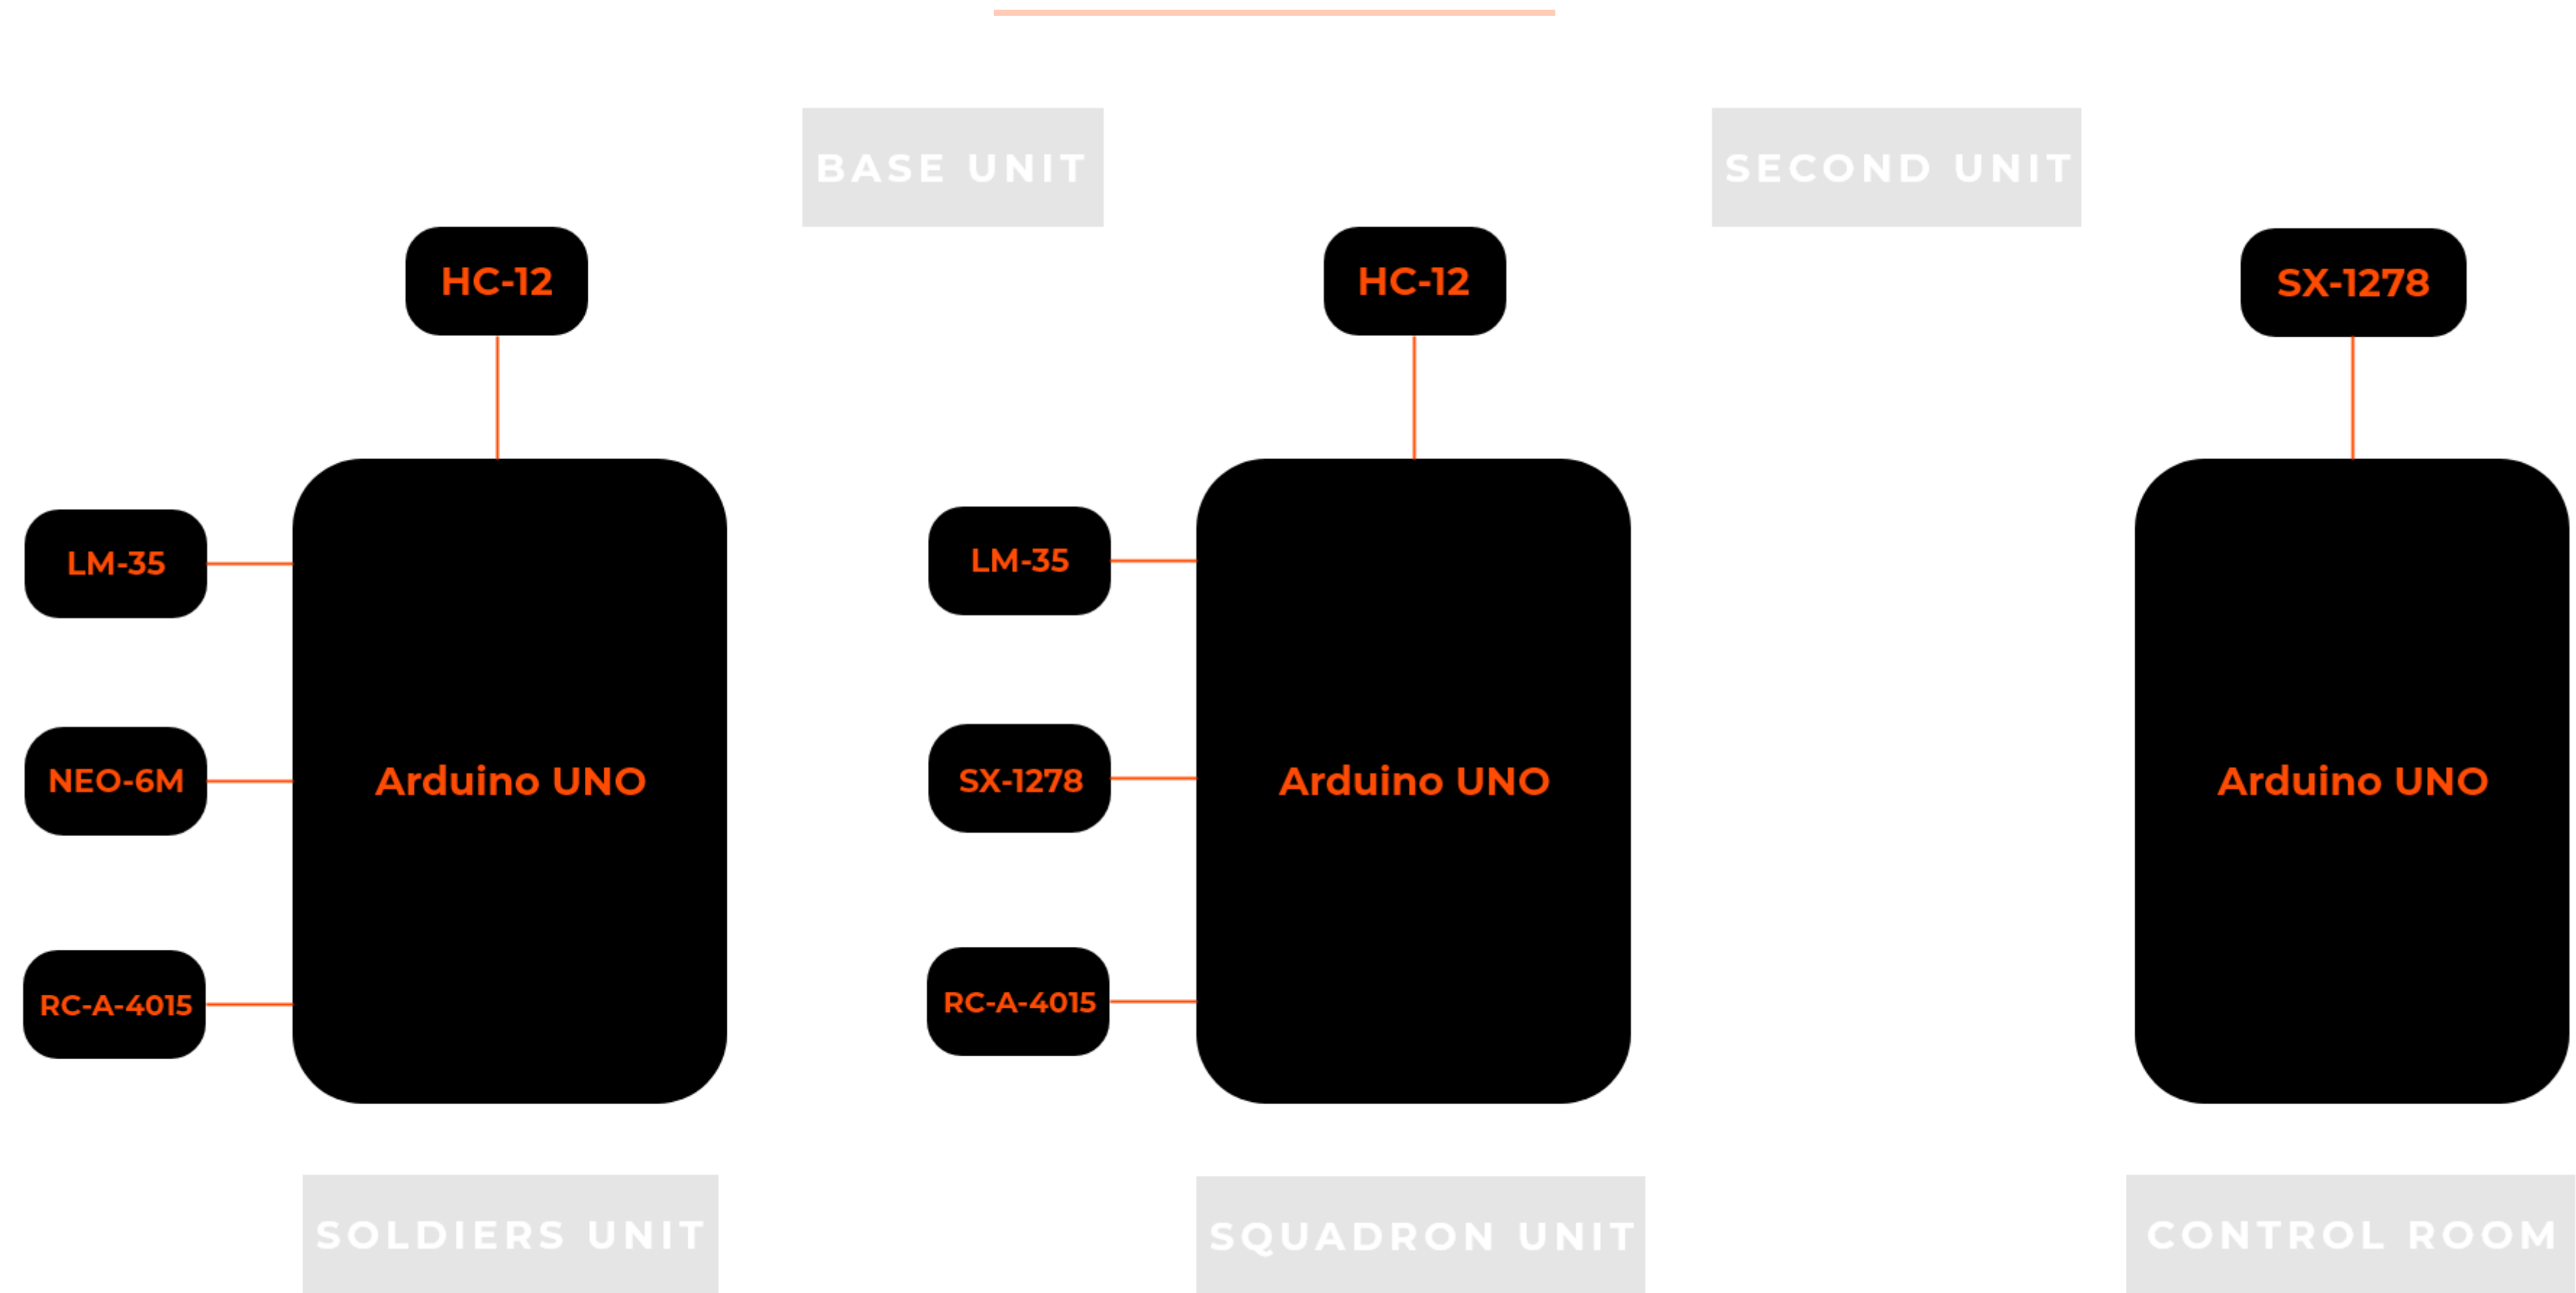 BASE UNIT
SECOND UNIT
HC-12
HC-12
SX-1278
LM-35
LM-35
NEO-6M
Arduino UNO
SX-1278
Arduino UNO
Arduino UNO
RC-A-4015
RC-A-4015
SOLDIERS UNIT
SQUADRON UNIT
CONTROL ROOM